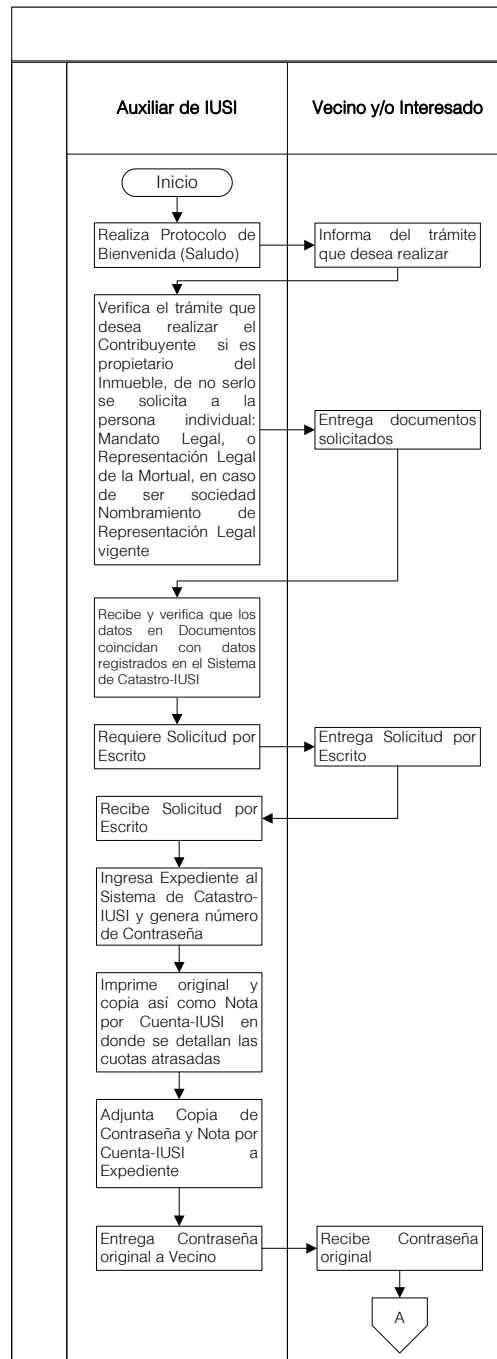 Auxiliar de IUSI
Vecino y/o Interesado
Inicio
Realiza Protocolo de
Bienvenida (Saludo)
Informa del trámite
que desea realizar
Verifica el trámite que
desea realizar el
Contribuyente si es
propietario del
Inmueble, de no serlo
se solicita a la
persona individual:
Mandato Legal, o
Representación Legal
de la Mortual, en caso
de ser sociedad
Nombramiento de
Representación Legal
vigente
Entrega documentos
solicitados
Recibe y verifica que los
datos en Documentos
coincidan con datos
registrados en el Sistema
de Catastro-IUSI
Requiere Solicitud por
Escrito
Entrega Solicitud por
Escrito
Recibe Solicitud por
Escrito
Ingresa Expediente al
Sistema de Catastro-
IUSI y genera número
de Contraseña
Imprime original y
copia así como Nota
por Cuenta-IUSI en
donde se detallan las
cuotas atrasadas
Adjunta Copia de
Contraseña y Nota por
Cuenta-IUSI a
Expediente
Entrega Contraseña
original a Vecino
Recibe Contraseña
original
A